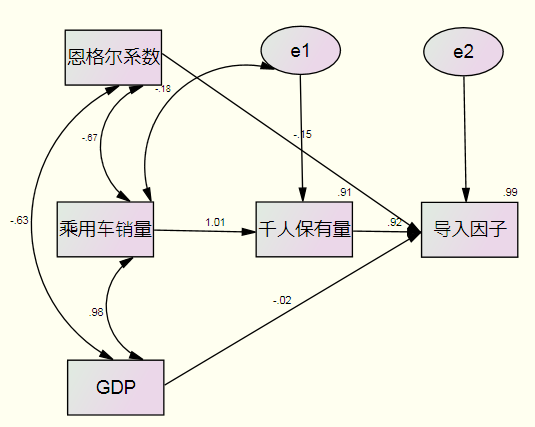 恩格尔系数
e1
e2
-.18
-.67
-.15
.91
.99
-.63
乘用车销量
1.01
千人保有量
.92
导入因子
.98
-.02
GDP